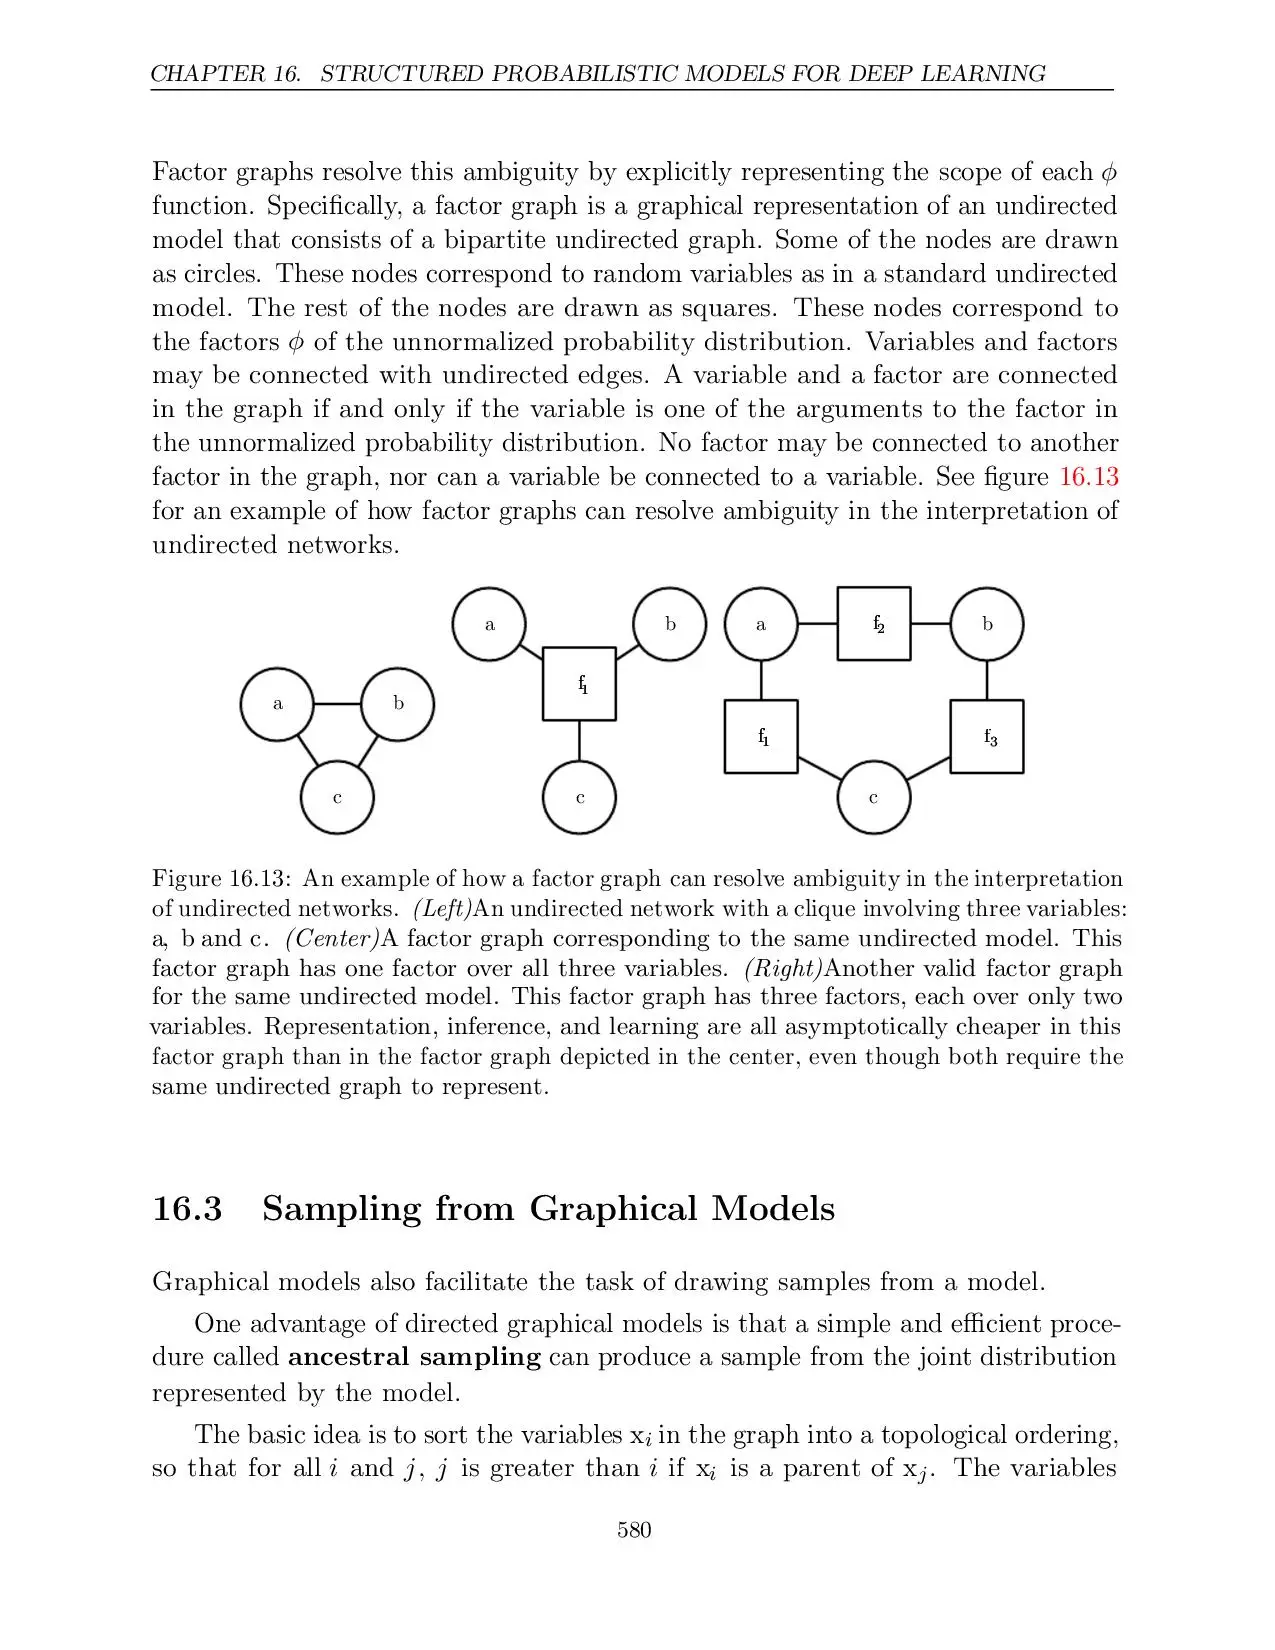 CHAPTER 16. STRUCTURED PROBABILISTIC MODELS FOR DEEP LEARNING
Factor graphs resolve this ambiguity by explicitly representing the scope of each ϕ
function. Specifically, a factor graph is a graphical representation of an undirected
model that consists of a bipartite undirected graph. Some of the nodes are drawn
as circles. These nodes correspond to random variables as in a standard undirected
model. The rest of the nodes are drawn as squares. These nodes correspond to
the factors ϕ of the unnormalized probability distribution. Variables and factors
may be connected with undirected edges. A variable and a factor are connected
in the graph if and only if the variable is one of the arguments to the factor in
the unnormalized probability distribution. No factor may be connected to another
factor in the graph, nor can a variable be connected to a variable. See figure 16.13
for an example of how factor graphs can resolve ambiguity in the interpretation of
undirected networks.
a b c
a b f1 c
a f2 b f1 f3 c
Figure 16.13: An example of how a factor graph can resolve ambiguity in the interpretation
of undirected networks. (Left)An undirected network with a clique involving three variables:
a, b and c. (Center)A factor graph corresponding to the same undirected model. This
factor graph has one factor over all three variables. (Right)Another valid factor graph
for the same undirected model. This factor graph has three factors, each over only two
variables. Representation, inference, and learning are all asymptotically cheaper in this
factor graph than in the factor graph depicted in the center, even though both require the
same undirected graph to represent.
16.3 Sampling from Graphical Models
Graphical models also facilitate the task of drawing samples from a model.
One advantage of directed graphical models is that a simple and efficient proce-
dure called ancestral sampling can produce a sample from the joint distribution
represented by the model.
The basic idea is to sort the variables xi in the graph into a topological ordering,
so that for all i and j, j is greater than i if xi is a parent of xj. The variables
580